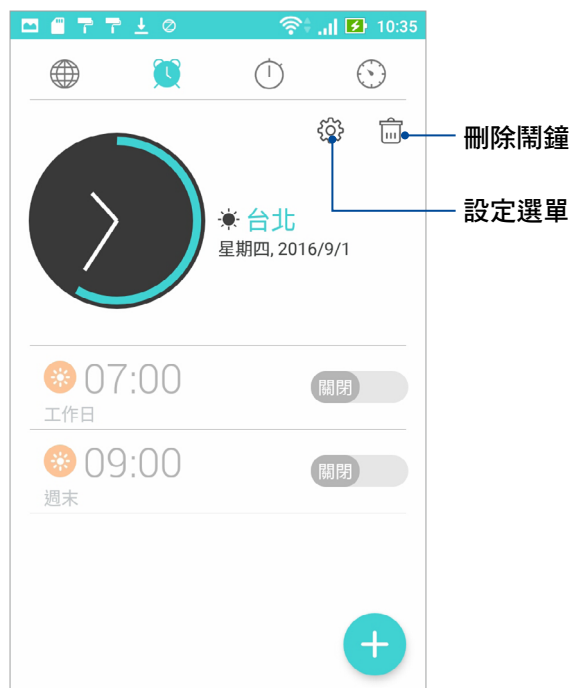 10:35
刪除鬧鐘
設定選單
台北
星期四, 2016/9/1
07:00
關閉
工作日
09:00
關閉
週末